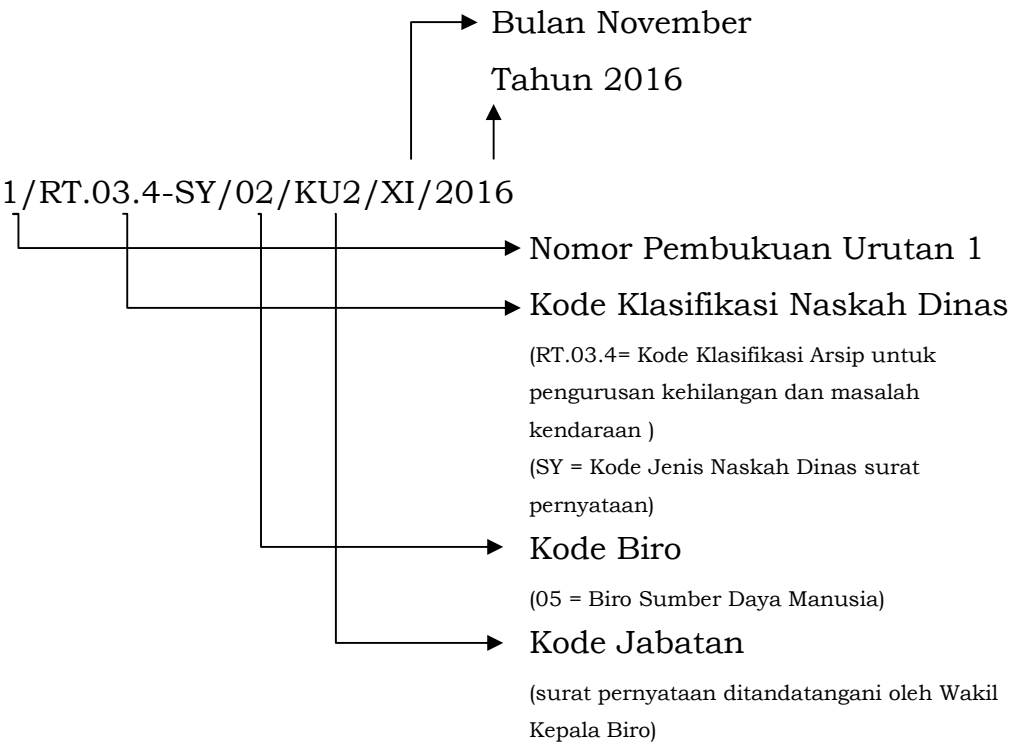 Bulan November
Tahun 2016
1/RT.03.4-SY/02/KU2/XI/2016
Nomor Pembukuan Urutan 1
Kode Klasifikasi Naskah Dinas
(RT.03.4= Kode Klasifikasi Arsip untuk
pengurusan kehilangan dan masalah
kendaraan )
(SY = Kode Jenis Naskah Dinas surat
pernyataan)
Kode Biro
(05 = Biro Sumber Daya Manusia)
Kode Jabatan
(surat pernyataan ditandatangani oleh Wakil
Kepala Biro)